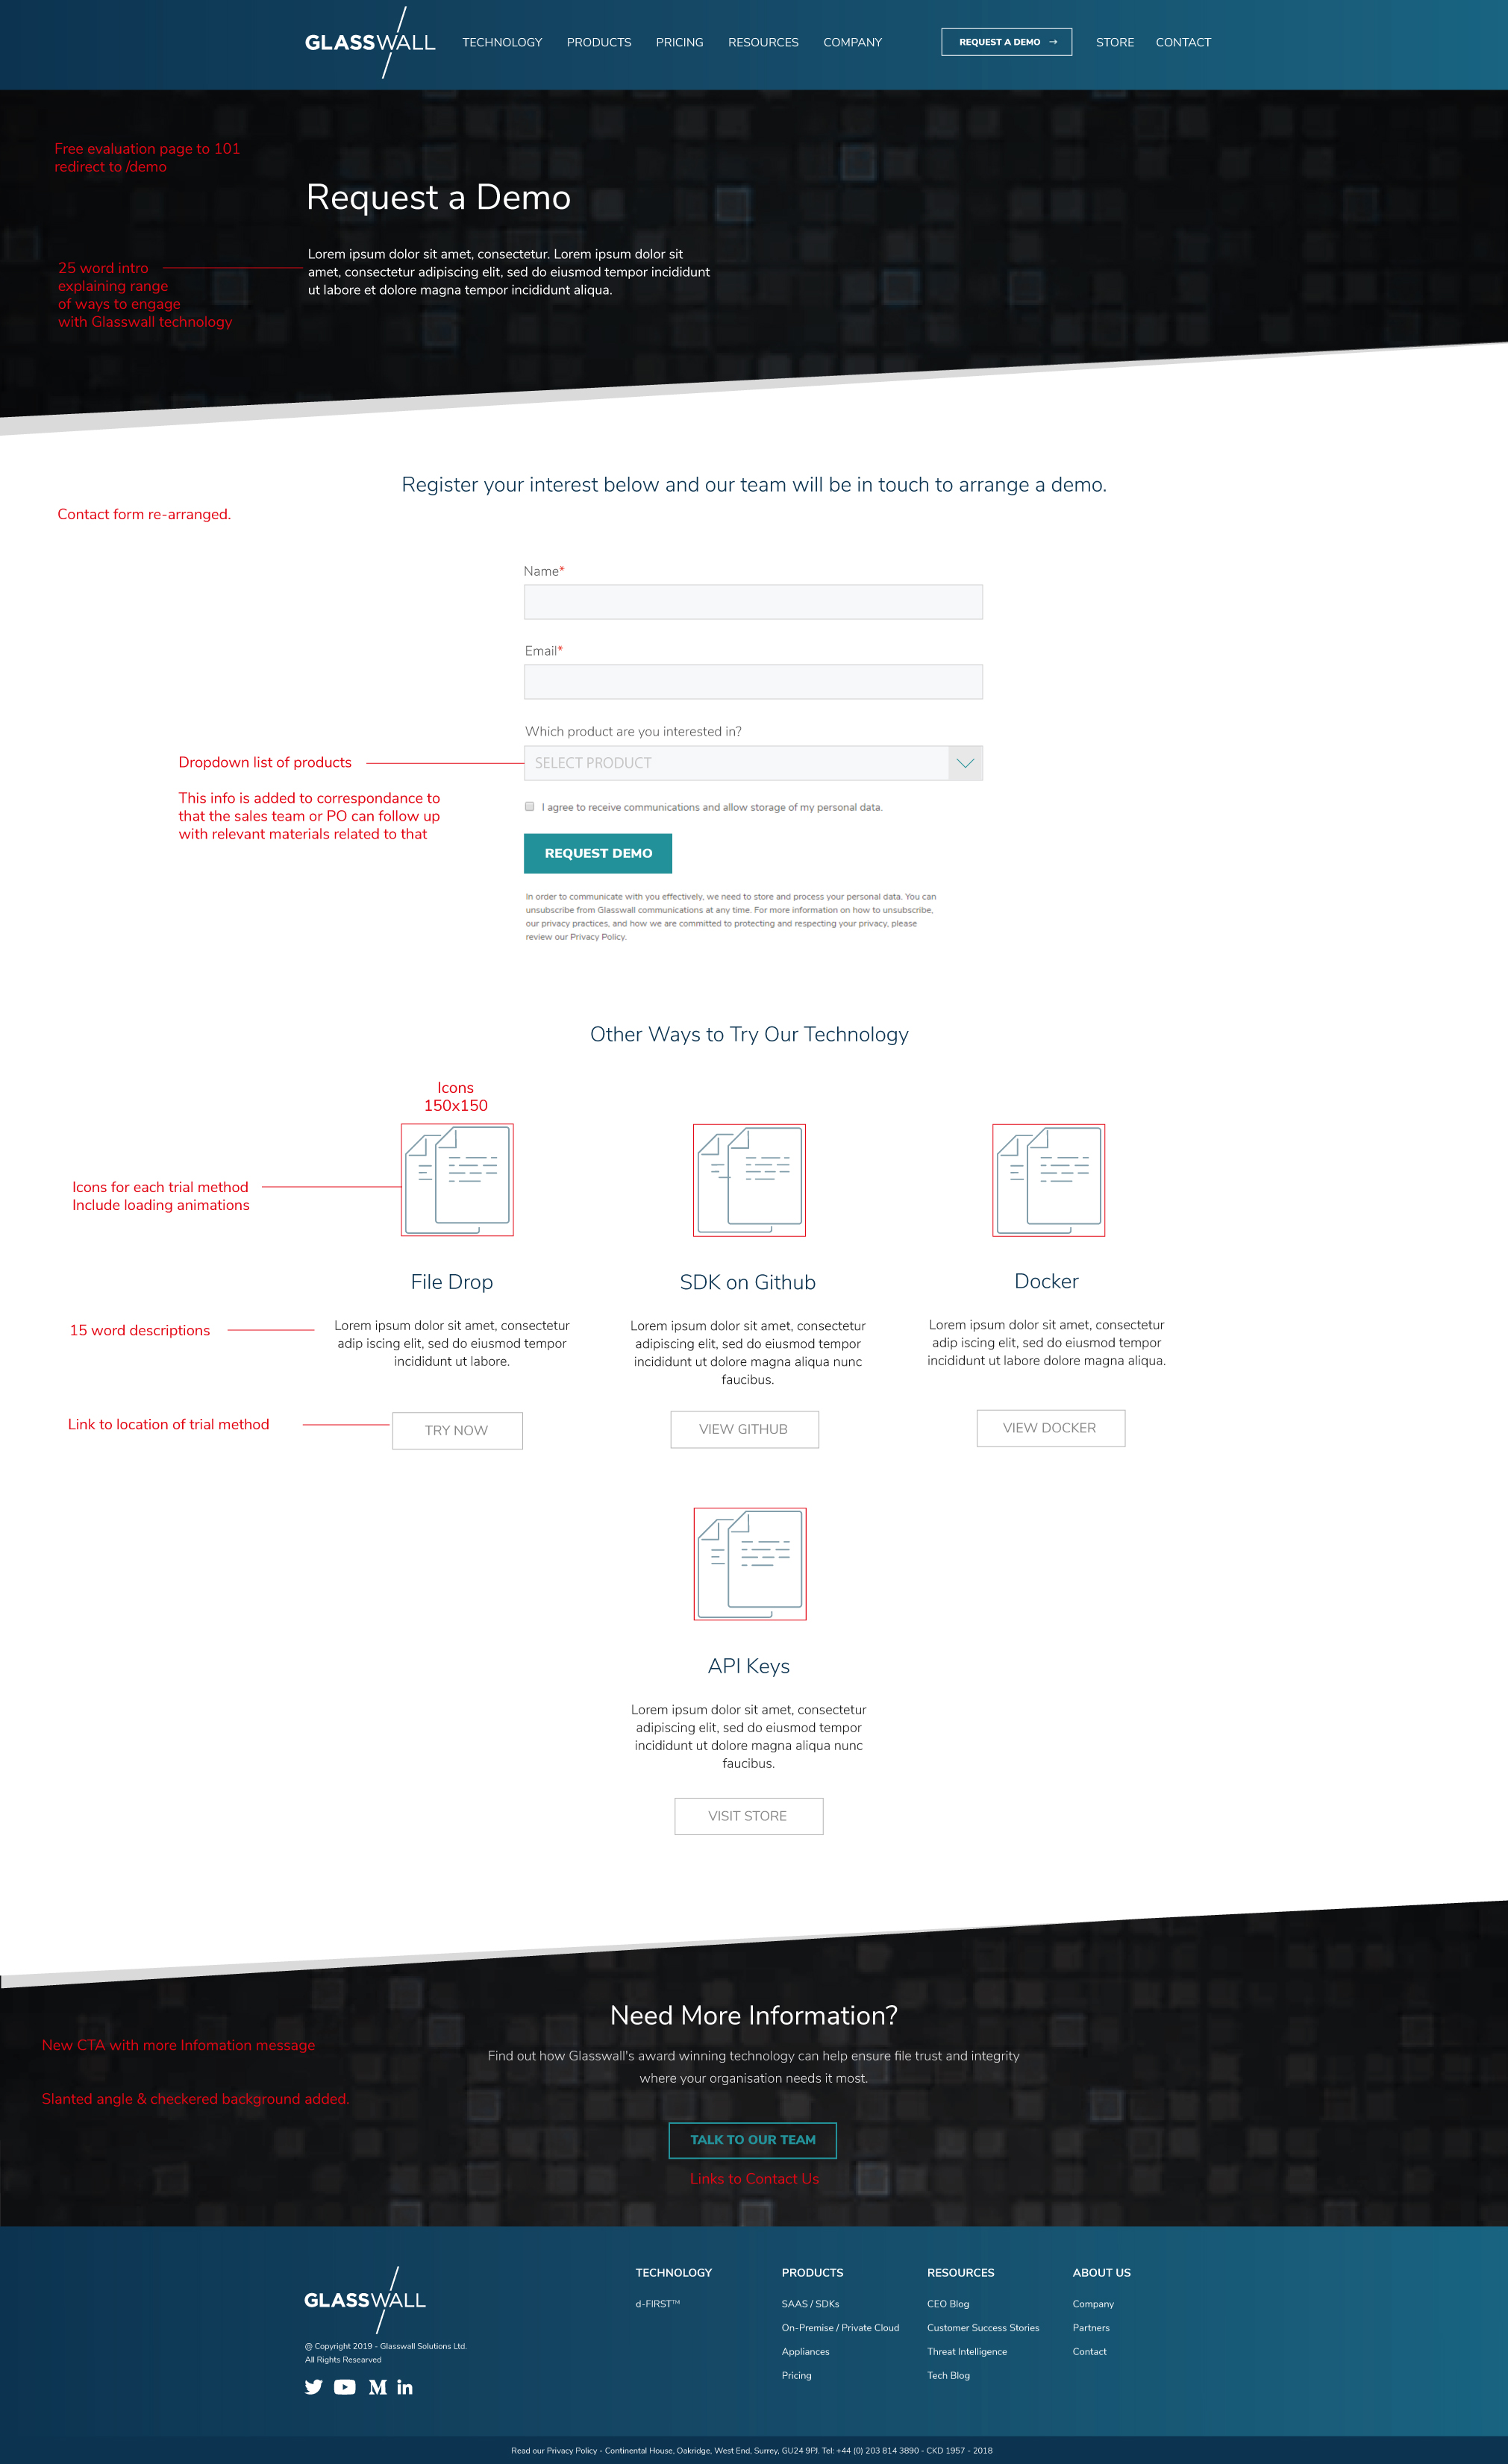 GLASSWALL
TECHNOLOGY PRODUCTS PRICING RESOURCES COMPANY REQUEST A DEMO → STORE CONTACT
Free evaluation page to 101
redirect to /demo
Request a Demo
25 word intro
explaining range
of ways to engage
with Glasswall technology
Lorem ipsum dolor sit amet, consectetur. Lorem ipsum dolor sit
amet, consectetur adipiscing elit, sed do eiusmod tempor incididunt
ut labore et dolore magna tempor incididunt aliqua.
Register your interest below and our team will be in touch to arrange a demo.
Contact form re-arranged.
Name*
Email*
Which product are you interested in?
Dropdown list of products
SELECT PRODUCT
This info is added to correspondance to
that the sales team or PO can follow up
with relevant materials related to that
I agree to receive communications and allow storage of my personal data.
REQUEST DEMO
In order to communicate with you effectively, we need to store and process your personal data. You can
unsubscribe from Glasswall communications at any time. For more information on how to unsubscribe,
our privacy practices, and how we are committed to protecting and respecting your privacy, please
review our Privacy Policy.
Other Ways to Try Our Technology
Icons
150x150
Icons for each trial method
Include loading animations
File Drop
15 word descriptions
Lorem ipsum dolor sit amet, consectetur
adip iscing elit, sed do eiusmod tempor
incididunt ut labore.
Link to location of trial method
TRY NOW
SDK on Github
Lorem ipsum dolor sit amet, consectetur
adipiscing elit, sed do eiusmod tempor
incididunt ut dolore magna aliqua nunc
faucibus.
VIEW GITHUB
Docker
Lorem ipsum dolor sit amet, consectetur
adip iscing elit, sed do eiusmod tempor
incididunt ut labore dolore magna aliqua.
VIEW DOCKER
API Keys
Lorem ipsum dolor sit amet, consectetur
adipiscing elit, sed do eiusmod tempor
incididunt ut dolore magna aliqua nunc
faucibus.
VISIT STORE
Need More Information?
New CTA with more Infomation message
Find out how Glasswall's award winning technology can help ensure file trust and integrity
where your organisation needs it most.
Slanted angle & checkered background added.
TALK TO OUR TEAM
Links to Contact Us
GLASSWALL
@ Copyright 2019 - Glasswall Solutions Ltd.
All Rights Researved
TECHNOLOGY
d-FIRST™
PRODUCTS
SAAS / SDKs
On-Premise / Private Cloud
Appliances
Pricing
RESOURCES
CEO Blog
Customer Success Stories
Threat Intelligence
Tech Blog
ABOUT US
Company
Partners
Contact
Read our Privacy Policy - Continental House, Oakridge, West End, Surrey, GU24 9PJ. Tel: +44 (0) 203 814 3890 - CKD 1957 - 2018